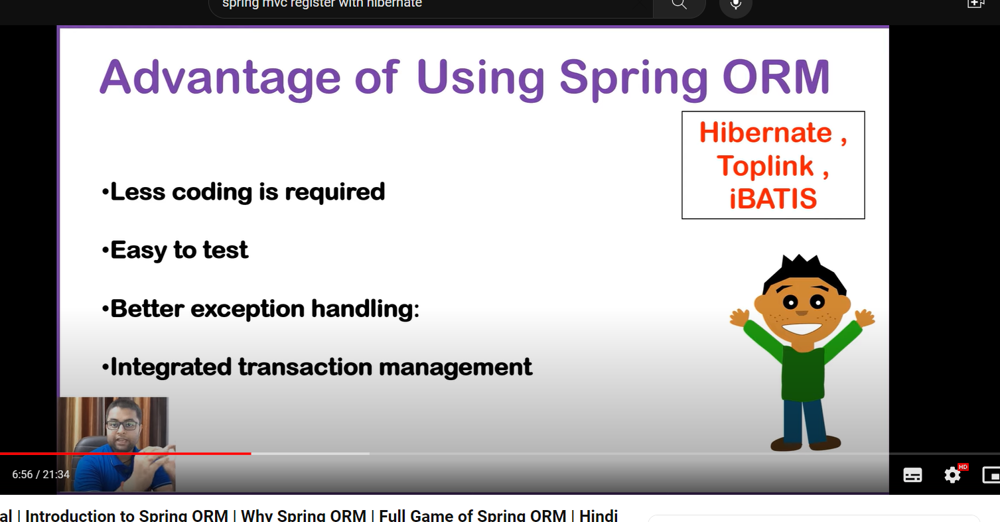 spring mvc register with hibernate
Advantage of Using Spring ORM
Hibernate ,
Toplink ,
iBATIS
•Less coding is required
•Easy to test
•Better exception handling:
•Integrated transaction management
6:56 / 21:34
HD
al | Introduction to Spring ORM | Why Spring ORM | Full Game of Spring ORM | Hindi